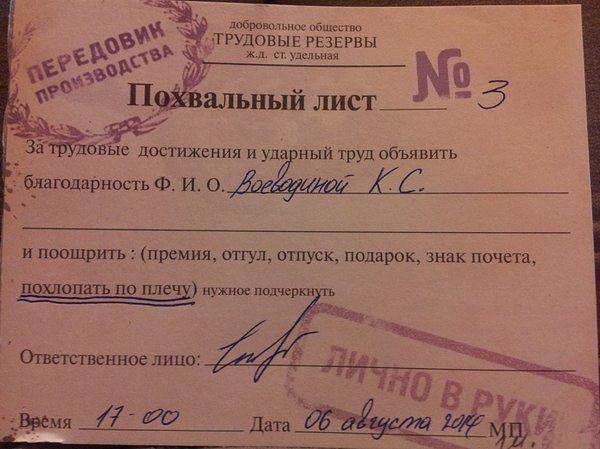 ПЕРЕДОВИК
ПРОИЗВОДСТВА
добровольное общество
ТРУДОВЫЕ РЕЗЕРВЫ
ж.д. ст. удельная
№ 3
Похвальный лист
За трудовые достижения и ударный труд объявить
благодарность Ф. И. О. Воеводиной К. С.
и поощрить : (премия, отгул, отпуск, подарок, знак почета,
похлопать по плечу) нужное подчеркнуть
Ответственное лицо:
ЛИЧНО В РУКИ
Время 17-00 Дата 06 августа 2014 МП